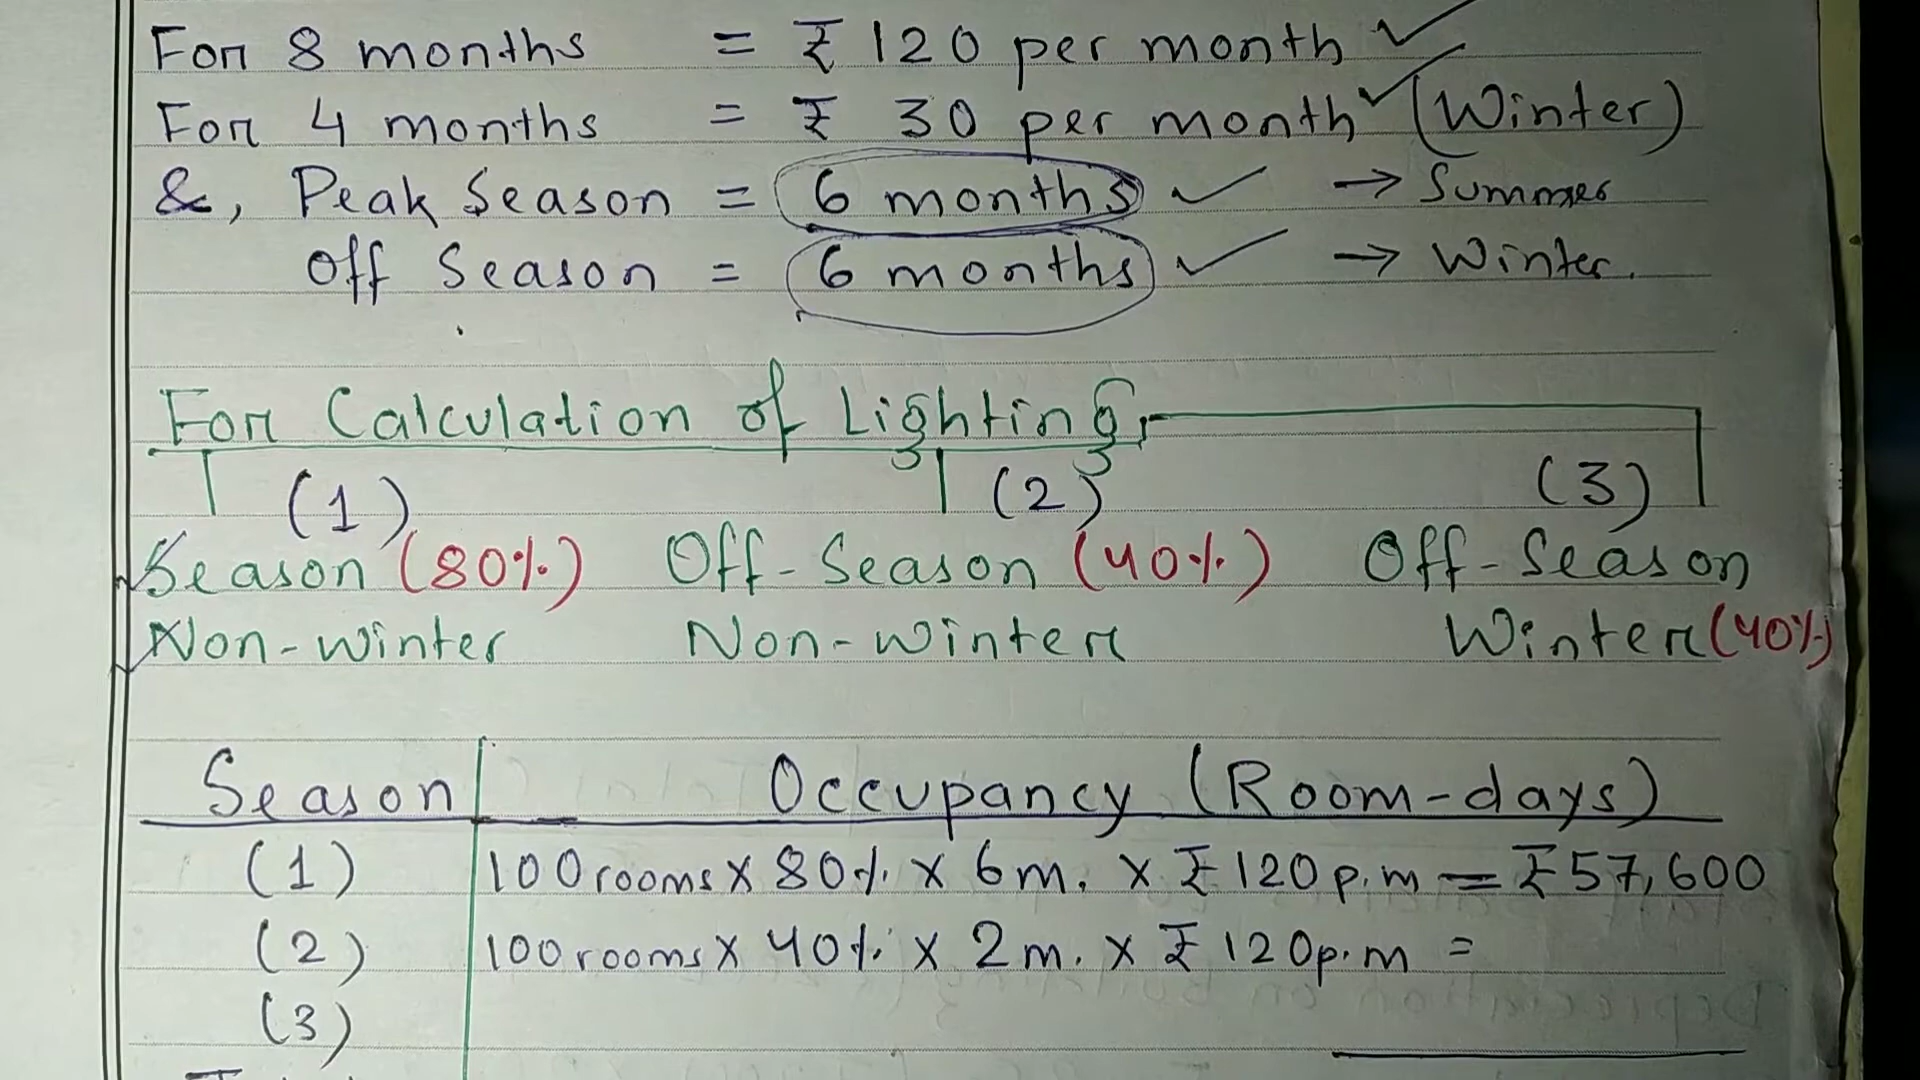 For 8 months = ₹ 120 per month ✓
For 4 months = ₹ 30 per month ✓ (Winter)
&, Peak Season = 6 months ✓ → Summer
Off Season = 6 months ✓ → Winter.
For Calculation of Lighting
(1) (2) (3)
Season (80%) Off-Season (40%) Off-Season
Non-winter Non-winter Winter (40%)
Season Occupancy (Room-days)
(1) 100 rooms X 80% X 6m. X ₹ 120 p.m = ₹ 57,600
(2) 100 rooms X 40% X 2m. X ₹ 120 p.m =
(3)